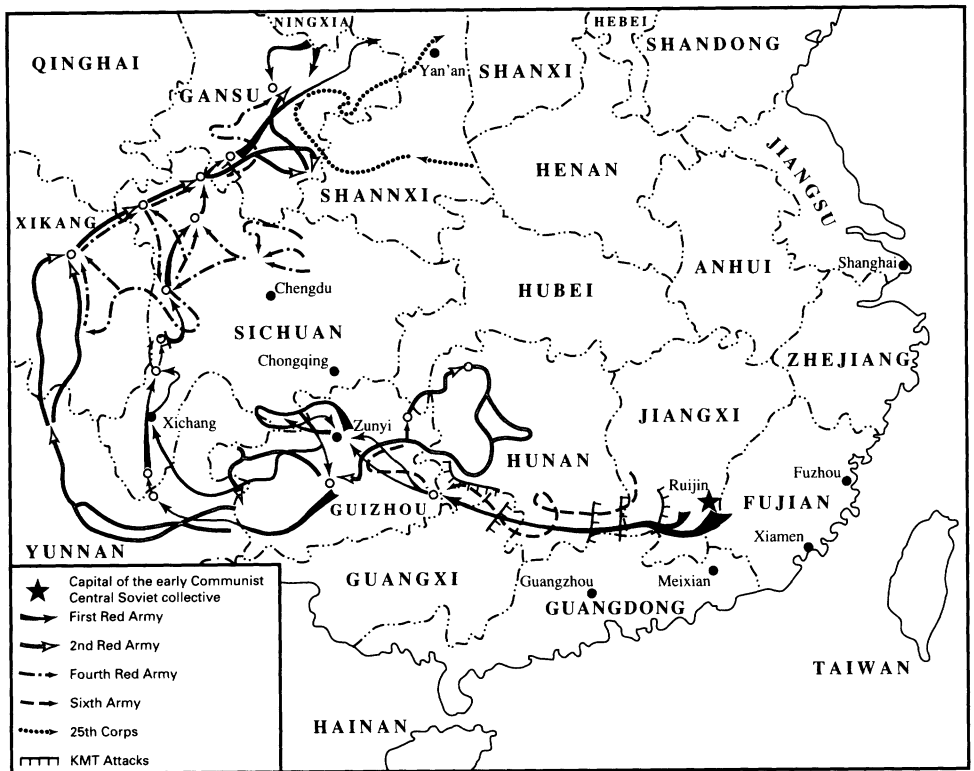 NINGXIA
HEBEI
QINGHAI
SHANDONG
Yan'an
SHANXI
GANSU
JIANGSU
HENAN
SHANNXI
XIKANG
Shanghai
ANHUI
Chengdu
HUBEI
SICHUAN
Chongqing
ZHEJIANG
JIANGXI
Xichang
Zunyi
HUNAN
Fuzhou
Ruijin
FUJIAN
GUIZHOU
Xiamen
YUNNAN
GUANGXI
Guangzhou
Meixian
GUANGDONG
TAIWAN
HAINAN
Capital of the early Communist
Central Soviet collective
First Red Army
2nd Red Army
Fourth Red Army
Sixth Army
25th Corps
KMT Attacks